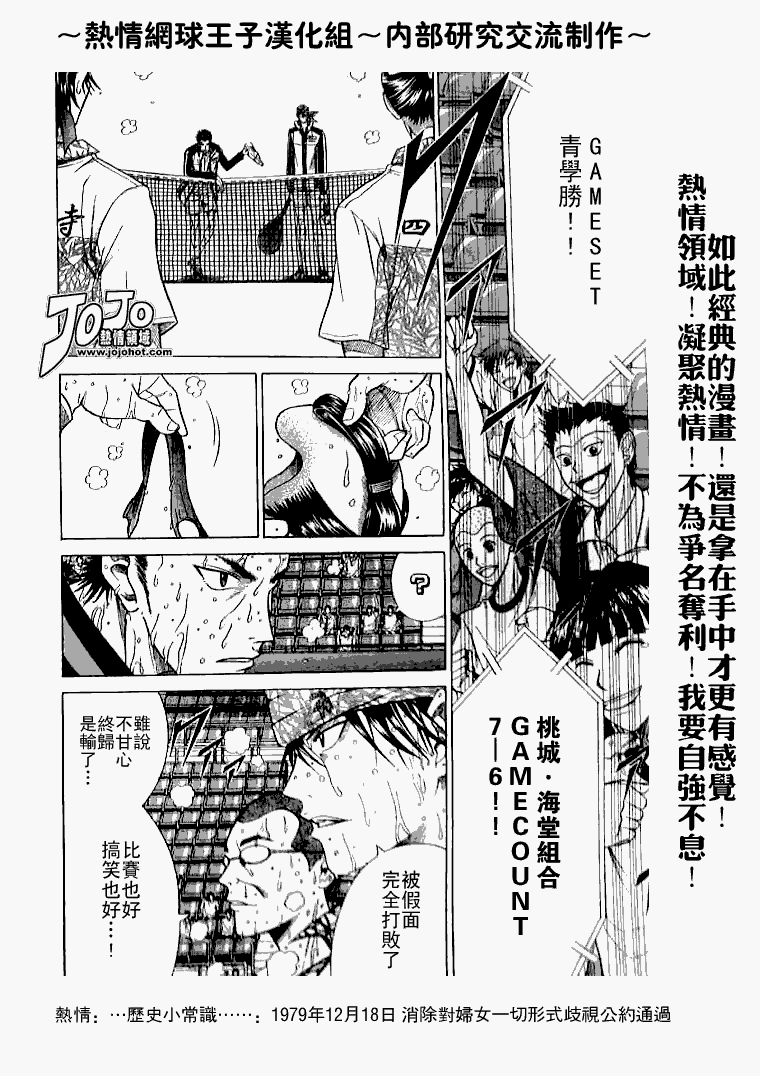 ～熱情網球王子漢化組～内部研究交流制作～
GAMESET
青學勝！！
寺
四
JOJO
熱情領域
www.jojohot.com
？
桃城・海堂組合
GAMECOUNT
7—6！！
被假面
完全打敗了
雖說
不甘心
終歸
是輸了…
比賽也好
搞笑也好…！
如此經典的漫畫！還是拿在手中才更有感覺！
熱情領域！凝聚熱情！不為爭名奪利！我要自強不息！
熱情：…歷史小常識……：1979年12月18日 消除對婦女一切形式歧視公約通過